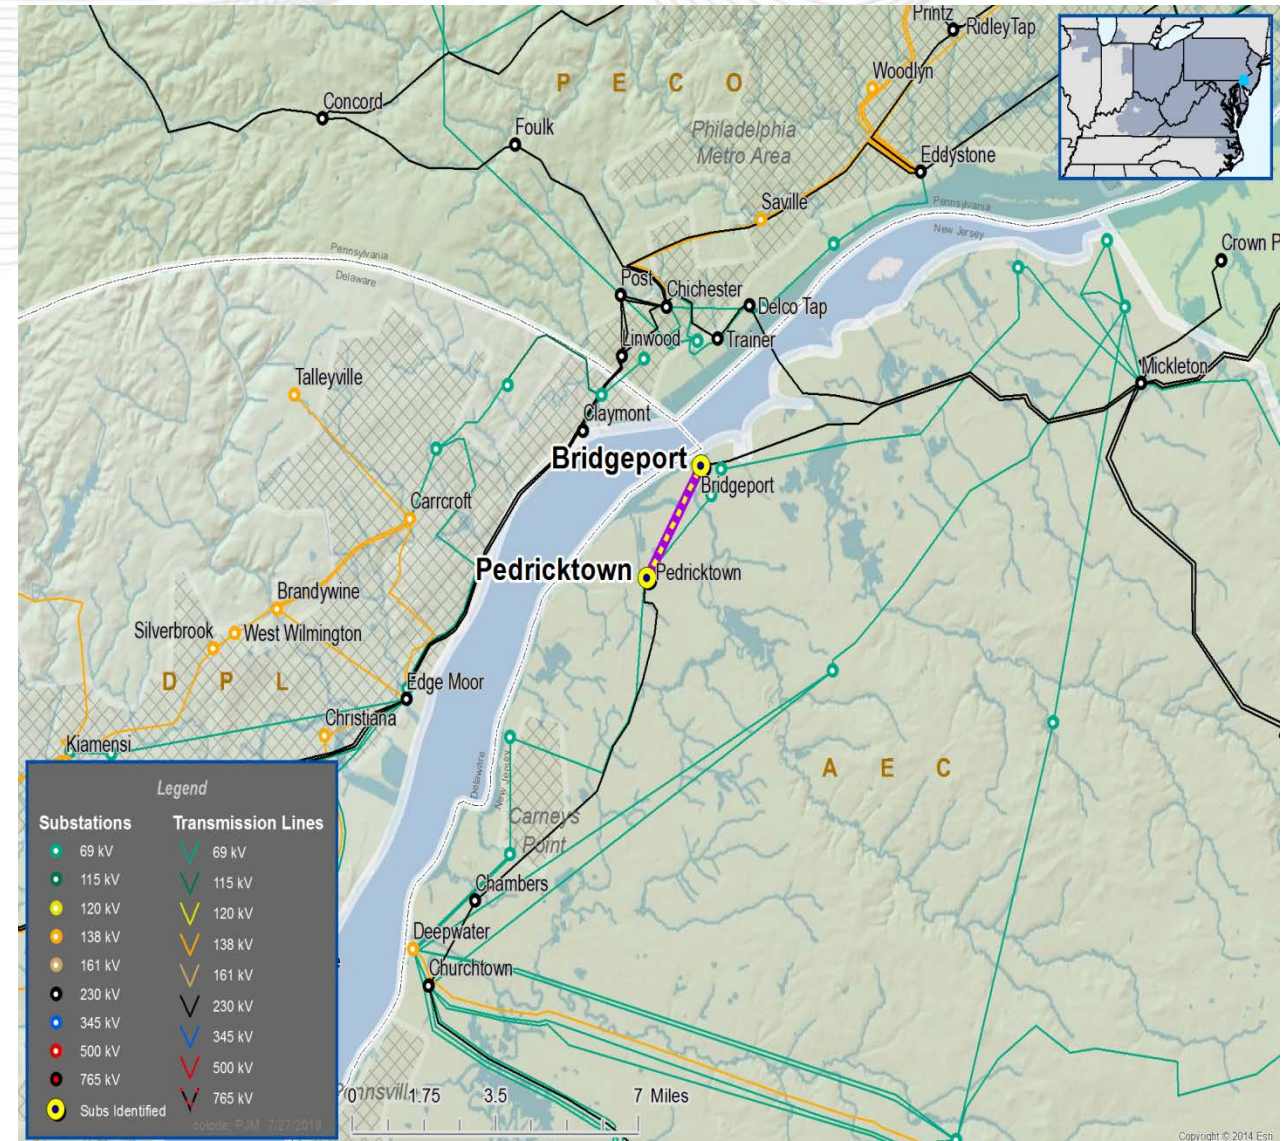 Printz
RidleyTap
Woodlyn
P E C O
Concord
Foulk
Philadelphia
Metro Area
Eddystone
Saville
Pennsylvania
New Jersey
Crown P
Pennsylvania
Delaware
Post
Chichester
Delco Tap
Linwood
Trainer
Mickleton
Talleyville
Claymont
Bridgeport
Bridgeport
Carrcroft
Pedricktown
Pedricktown
Brandywine
Silverbrook
West Wilmington
D P L
Edge Moor
Christiana
Kiamensi
Delaware
New Jersey
A E C
Carneys
Point
Chambers
Deepwater
Churchtown
Legend
Substations
Transmission Lines
69 kV
69 kV
115 kV
115 kV
120 kV
120 kV
138 kV
138 kV
161 kV
161 kV
230 kV
230 kV
345 kV
345 kV
500 kV
500 kV
765 kV
765 kV
Subs Identified
PJM 7/27/2018
0 1.75 3.5 7 Miles
Copyright © 2014 Esri